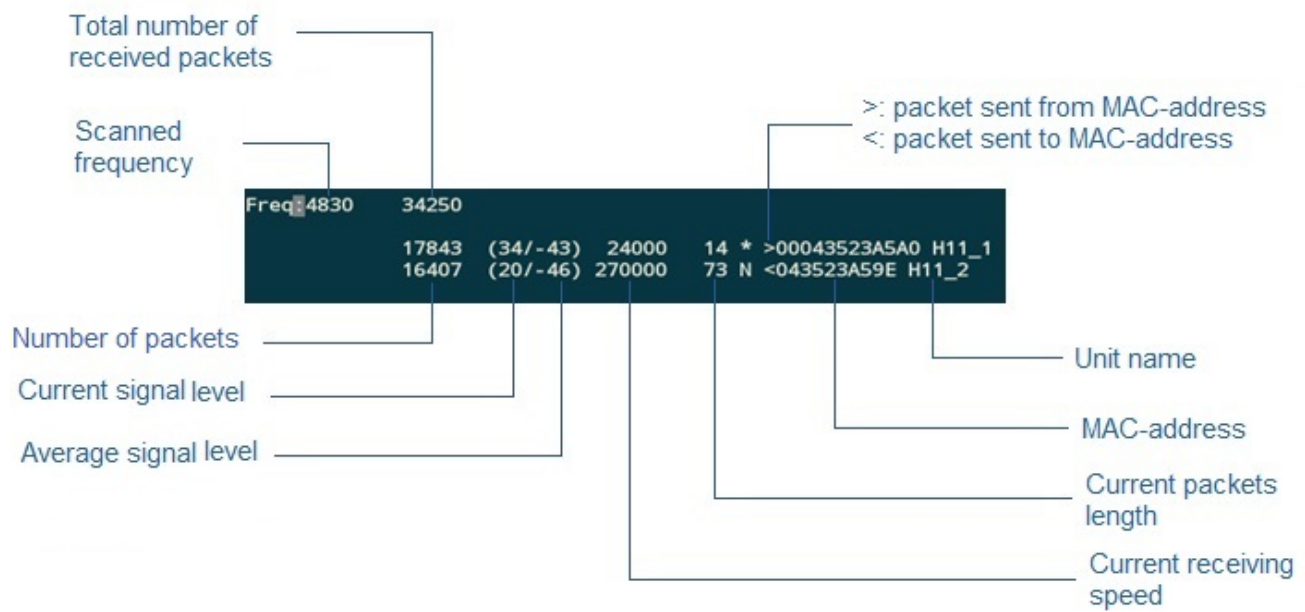 Total number of
received packets
Scanned
frequency
>: packet sent from MAC-address
<: packet sent to MAC-address
Freq:4830 34250
17843 (34/-43) 24000 14 * >00043523A5A0 H11_1
16407 (20/-46) 270000 73 N <043523A59E H11_2
Number of packets
Current signal level
Average signal level
Unit name
MAC-address
Current packets
length
Current receiving
speed